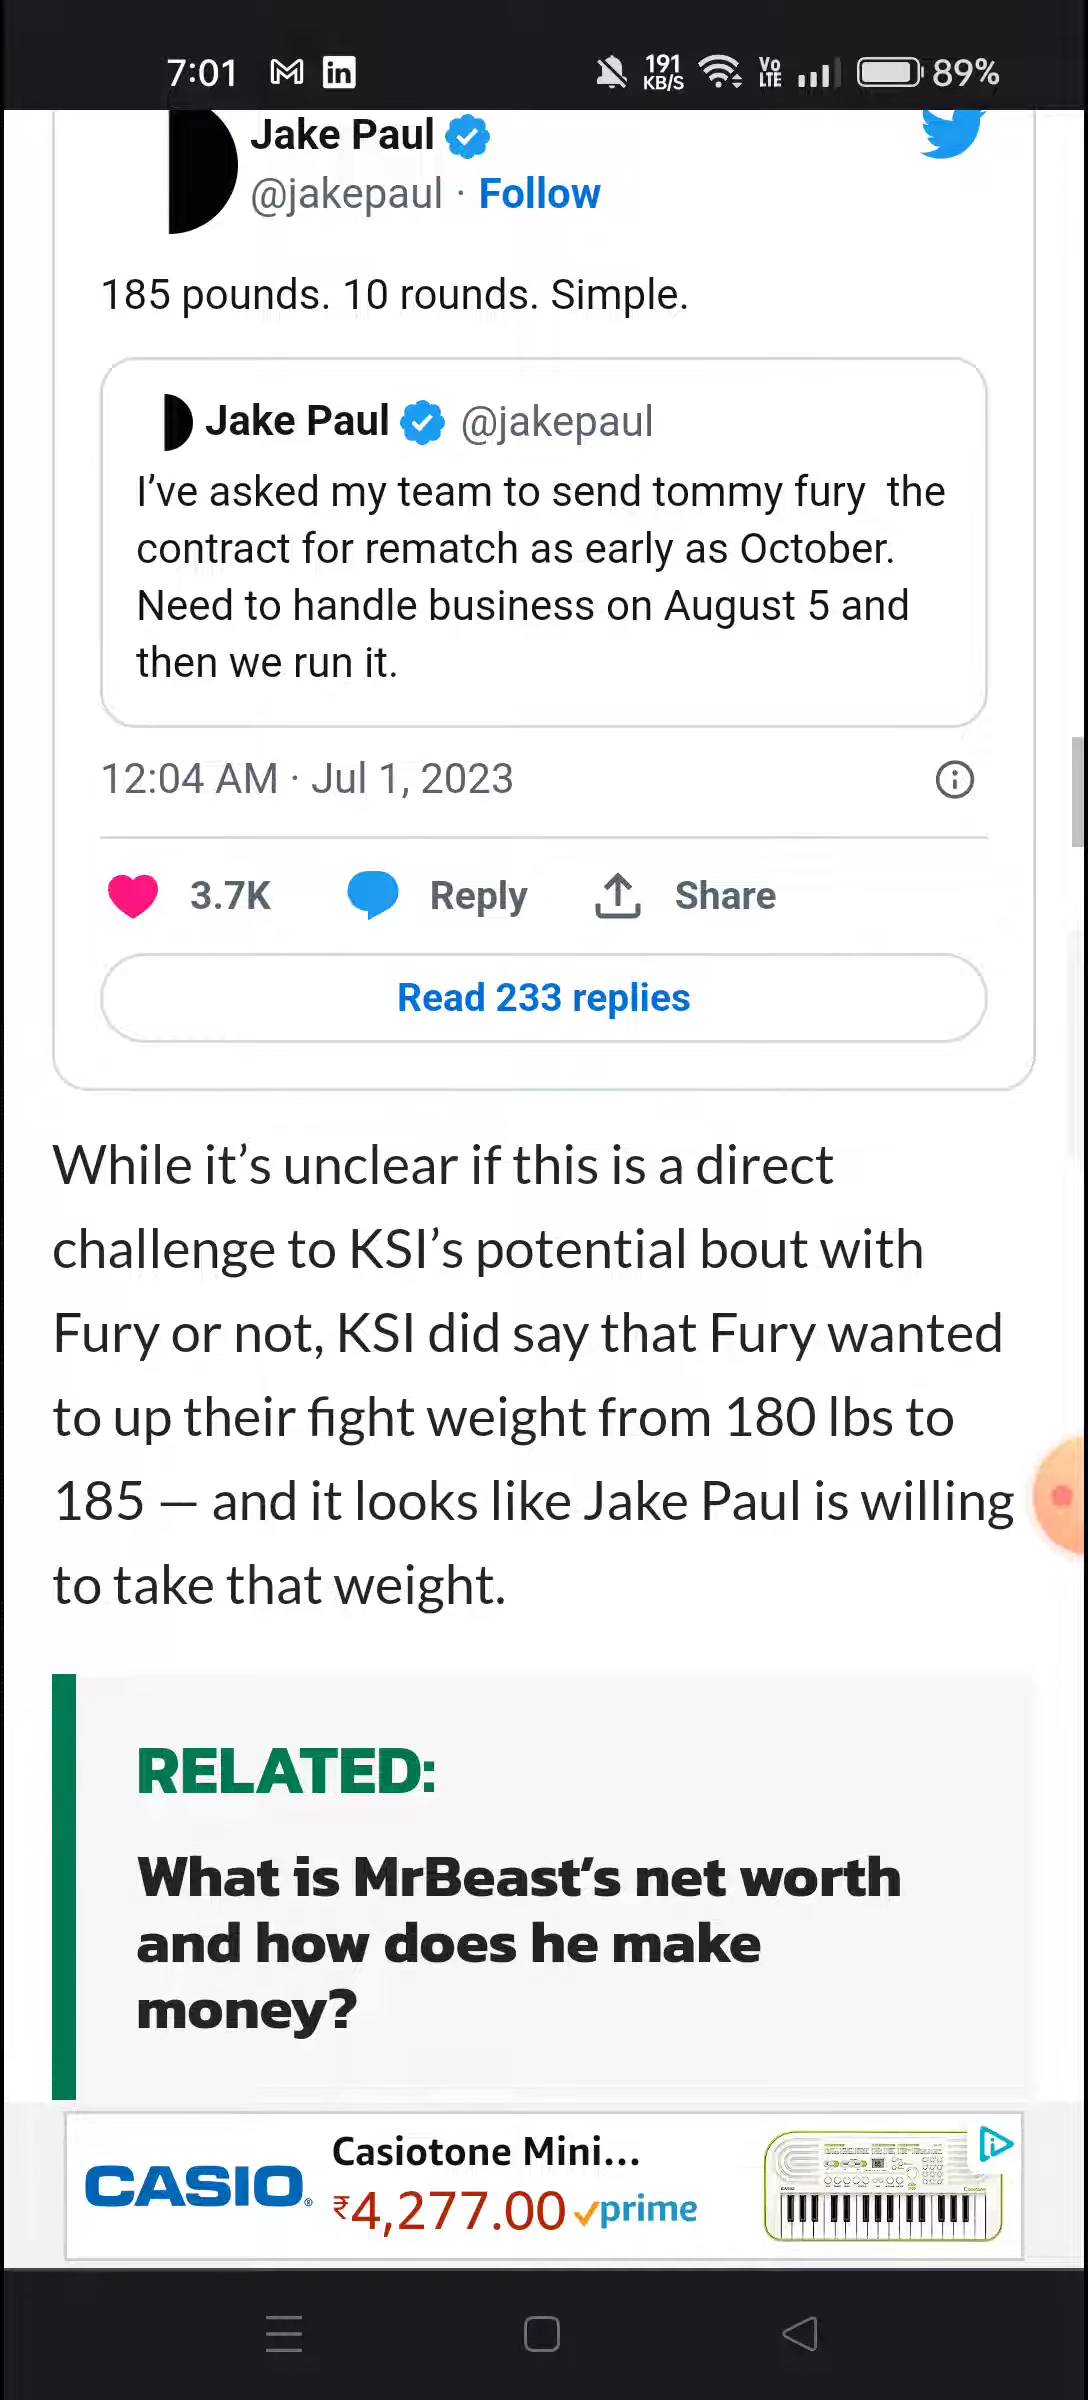 7:01 191 KB/S Vo LTE 89%
Jake Paul
@jakepaul · Follow
185 pounds. 10 rounds. Simple.
Jake Paul @jakepaul
I’ve asked my team to send tommy fury  the
contract for rematch as early as October.
Need to handle business on August 5 and
then we run it.
12:04 AM · Jul 1, 2023
3.7K Reply Share
Read 233 replies
While it’s unclear if this is a direct
challenge to KSI’s potential bout with
Fury or not, KSI did say that Fury wanted
to up their fight weight from 180 lbs to
185 — and it looks like Jake Paul is willing
to take that weight.
RELATED:
What is MrBeast’s net worth
and how does he make
money?
CASIO®
Casiotone Mini...
₹4,277.00 prime